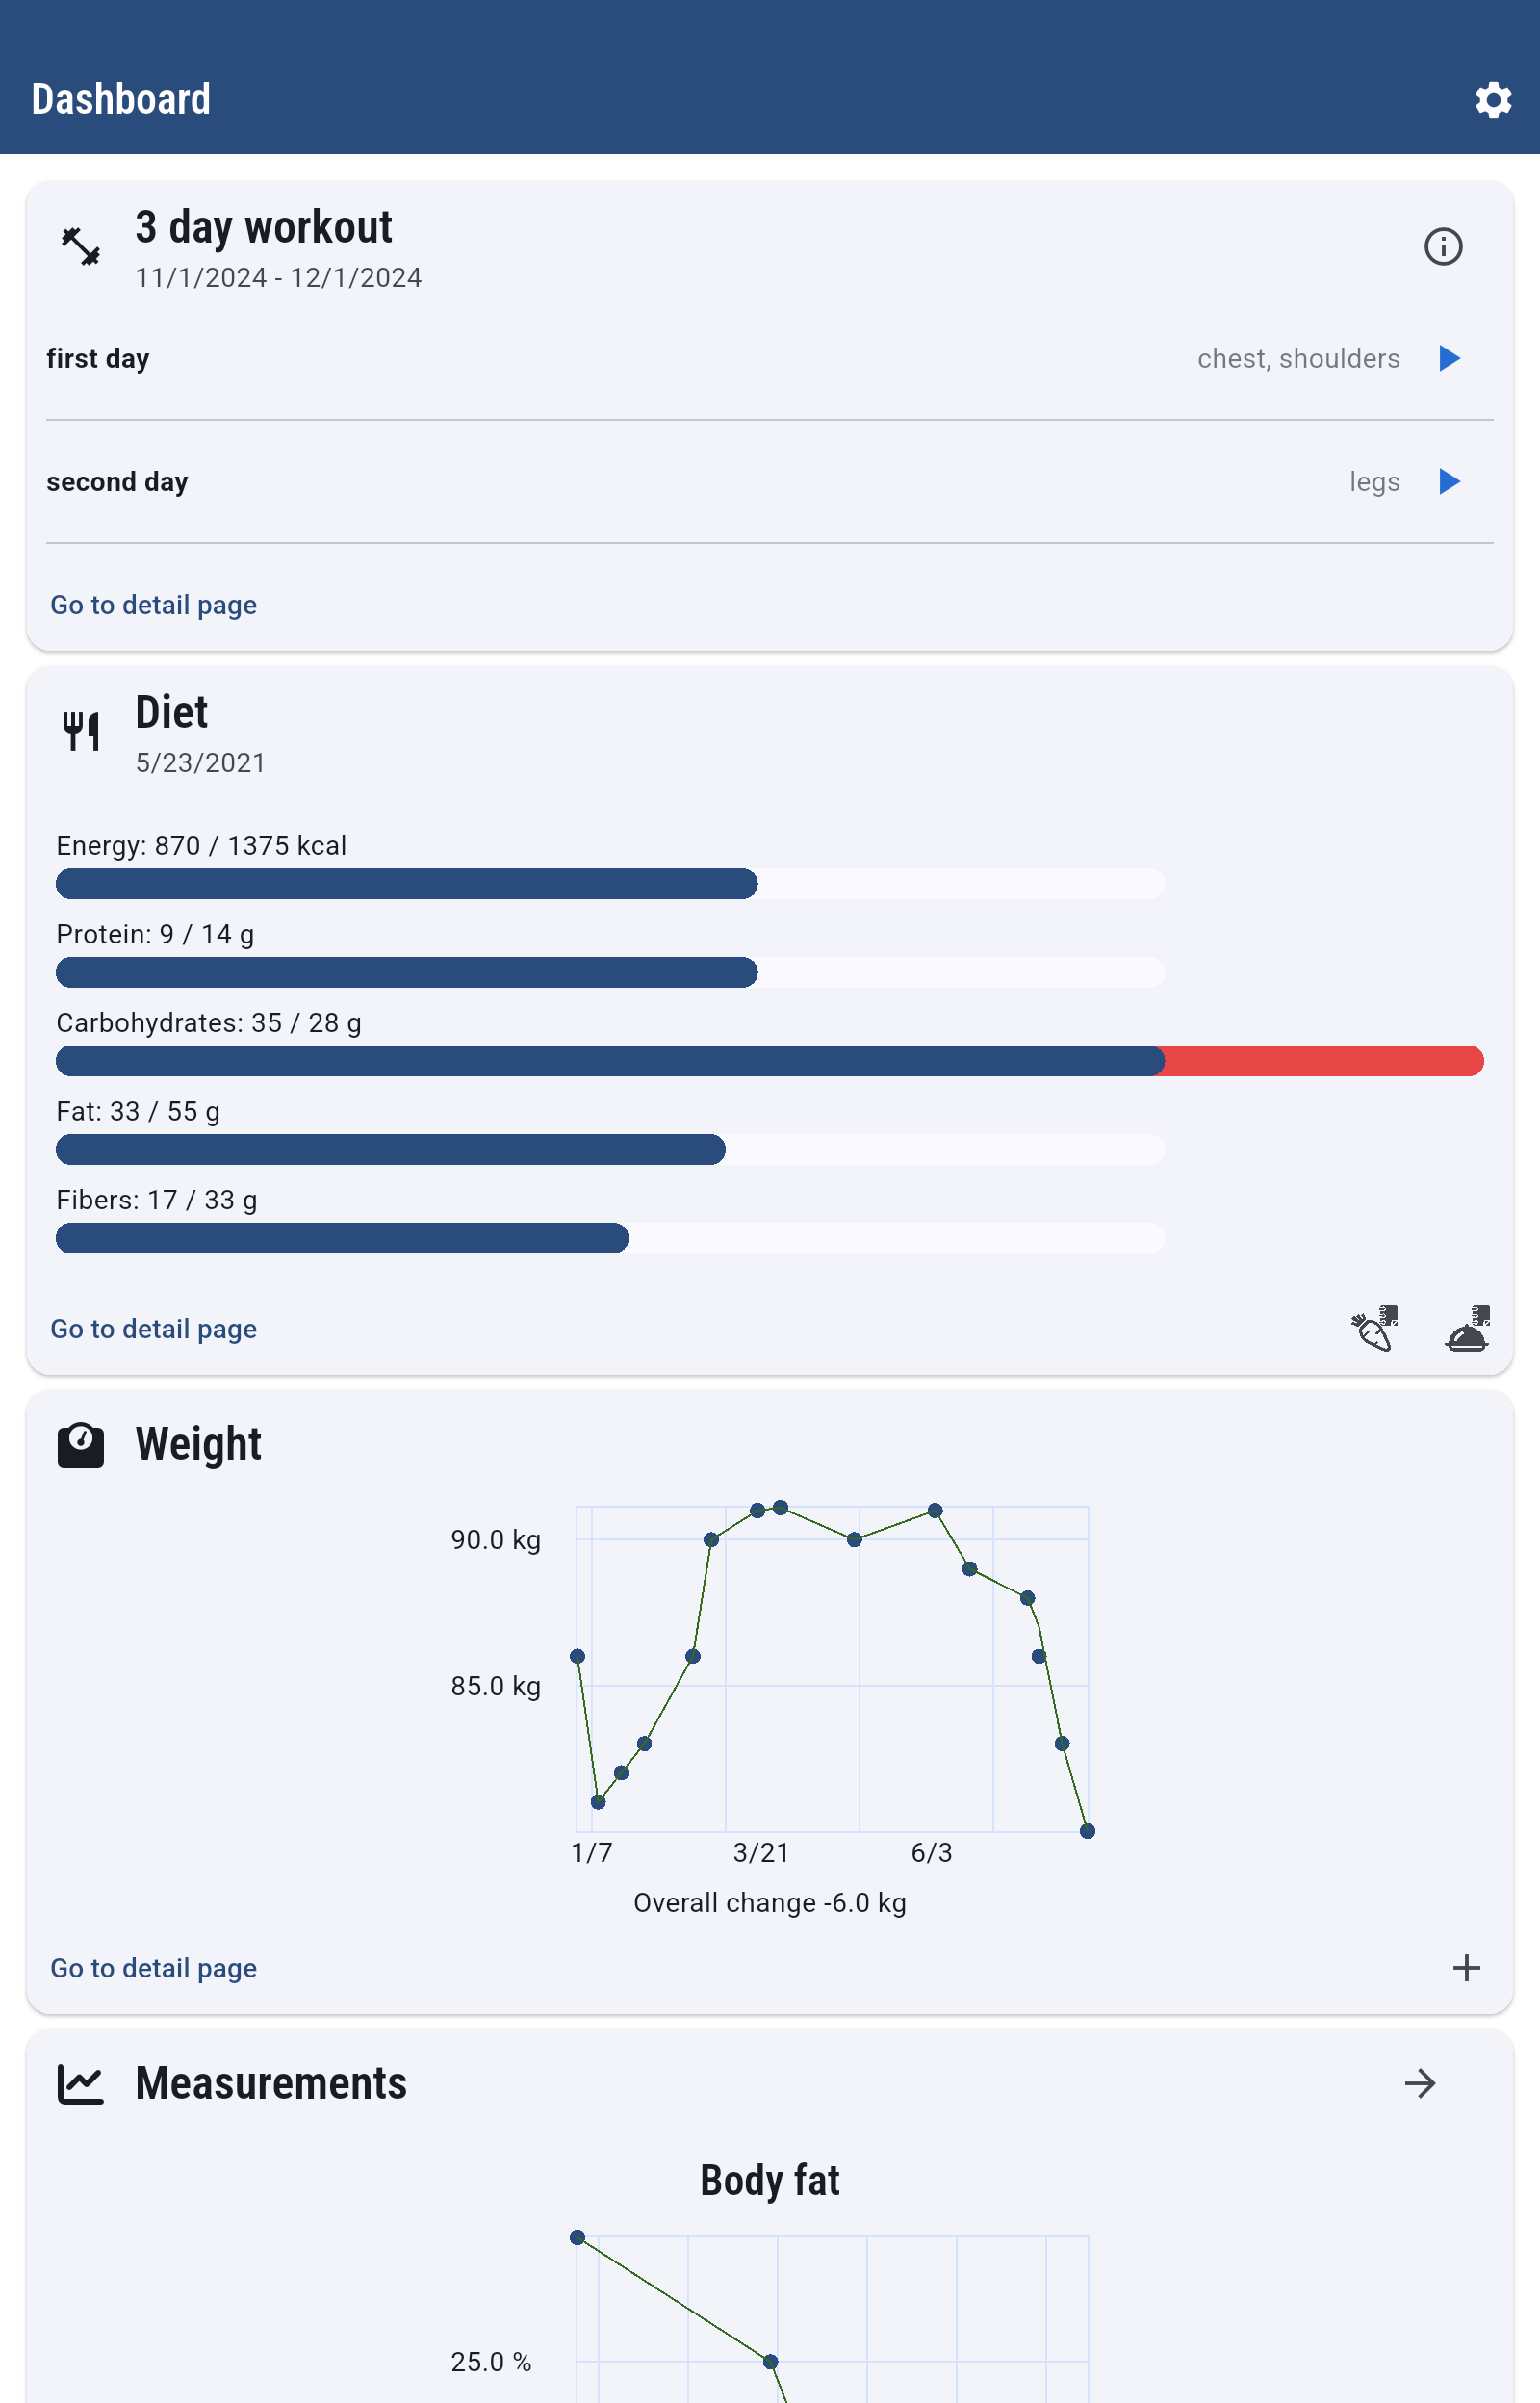 Dashboard
3 day workout
11/1/2024 - 12/1/2024
first day chest, shoulders
second day legs
Go to detail page
Diet
5/23/2021
Energy: 870 / 1375 kcal
Protein: 9 / 14 g
Carbohydrates: 35 / 28 g
Fat: 33 / 55 g
Fibers: 17 / 33 g
Go to detail page
Weight
90.0 kg
85.0 kg
1/7 3/21 6/3
Overall change -6.0 kg
Go to detail page
Measurements
Body fat
25.0 %